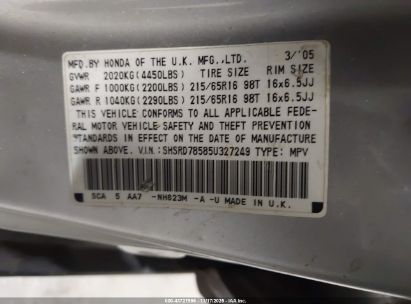 MFD.BY HONDA OF THE U.K. MFG.,LTD. 3/'05
GVWR 2020KG(4450LBS) TIRE SIZE RIM SIZE
GAWR F 1000KG(2200LBS) 215/65R16 98T 16x6.5JJ
GAWR R 1040KG(2290LBS) 215/65R16 98T 16x6.5JJ
THIS VEHICLE CONFORMS TO ALL APPLICABLE FEDE-
RAL MOTOR VEHICLE SAFETY AND THEFT PREVENTION
STANDARDS IN EFFECT ON THE DATE OF MANUFACTURE
SHOWN ABOVE. V.I.N:SHSRD78585U327249 TYPE: MPV
SCA 5 AA7 -NH623M -A -U MADE IN U.K.